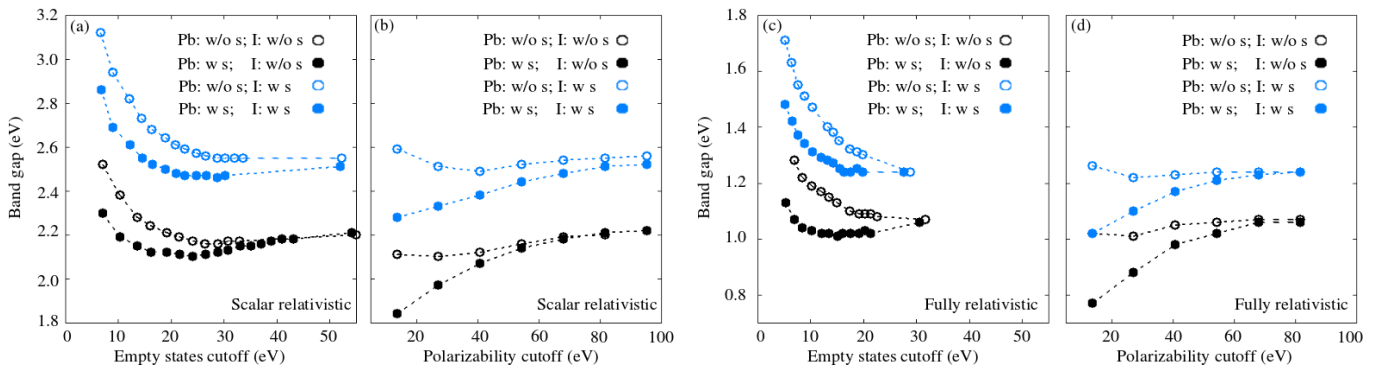 (a)
Pb: w/o s; I: w/o s
Pb: w s; I: w/o s
Pb: w/o s; I: w s
Pb: w s; I: w s
Band gap (eV)
3.2
3.0
2.8
2.6
2.4
2.2
2.0
1.8
Scalar relativistic
0 10 20 30 40 50
Empty states cutoff (eV)
(b)
Pb: w/o s; I: w/o s
Pb: w s; I: w/o s
Pb: w/o s; I: w s
Pb: w s; I: w s
Scalar relativistic
0 20 40 60 80 100
Polarizability cutoff (eV)
(c)
Pb: w/o s; I: w/o s
Pb: w s; I: w/o s
Pb: w/o s; I: w s
Pb: w s; I: w s
Band gap (eV)
1.8
1.6
1.4
1.2
1.0
0.8
Fully relativistic
0 10 20 30 40 50
Empty states cutoff (eV)
(d)
Pb: w/o s; I: w/o s
Pb: w s; I: w/o s
Pb: w/o s; I: w s
Pb: w s; I: w s
Fully relativistic
0 20 40 60 80 100
Polarizability cutoff (eV)